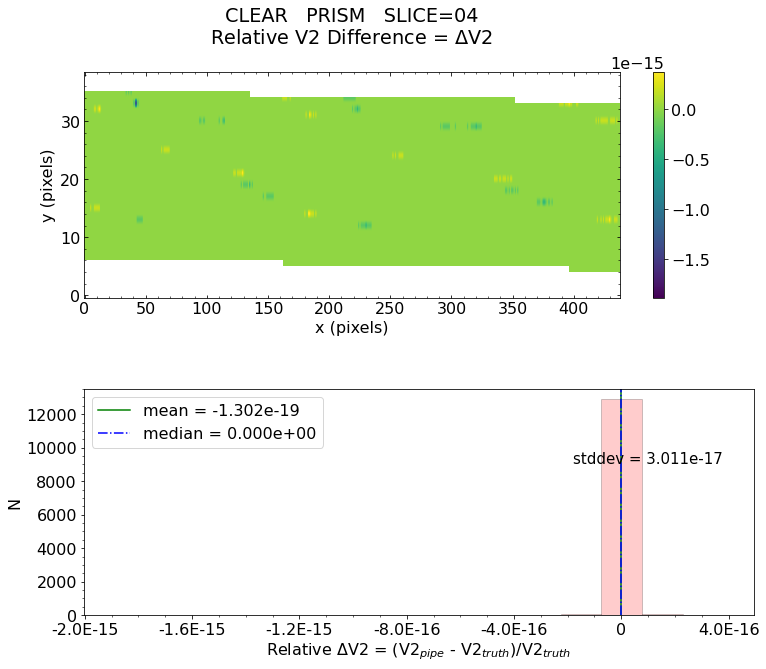 CLEAR   PRISM   SLICE=04
Relative V2 Difference = ΔV2
1e−15
y (pixels)
30
20
10
0
0 50 100 150 200 250 300 350 400
x (pixels)
0.0
−0.5
−1.0
−1.5
N
12000
10000
8000
6000
4000
2000
0
mean = -1.302e-19
median = 0.000e+00
stddev = 3.011e-17
-2.0E-15 -1.6E-15 -1.2E-15 -8.0E-16 -4.0E-16 0 4.0E-16
Relative ΔV2 = (V2pipe - V2truth)/V2truth